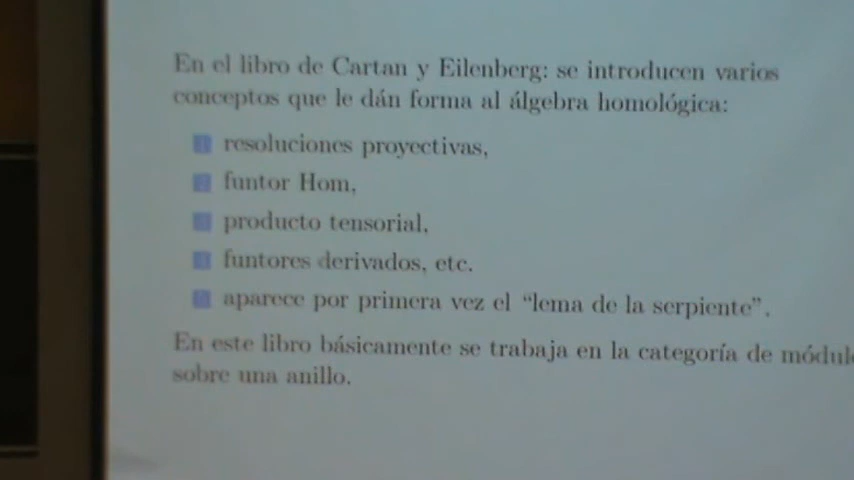 En el libro de Cartan y Eilenberg: se introducen varios
conceptos que le dán forma al álgebra homológica:
resoluciones proyectivas,
funtor Hom,
producto tensorial,
funtores derivados, etc.
aparece por primera vez el “lema de la serpiente”.
En este libro básicamente se trabaja en la categoría de módulo
sobre una anillo.